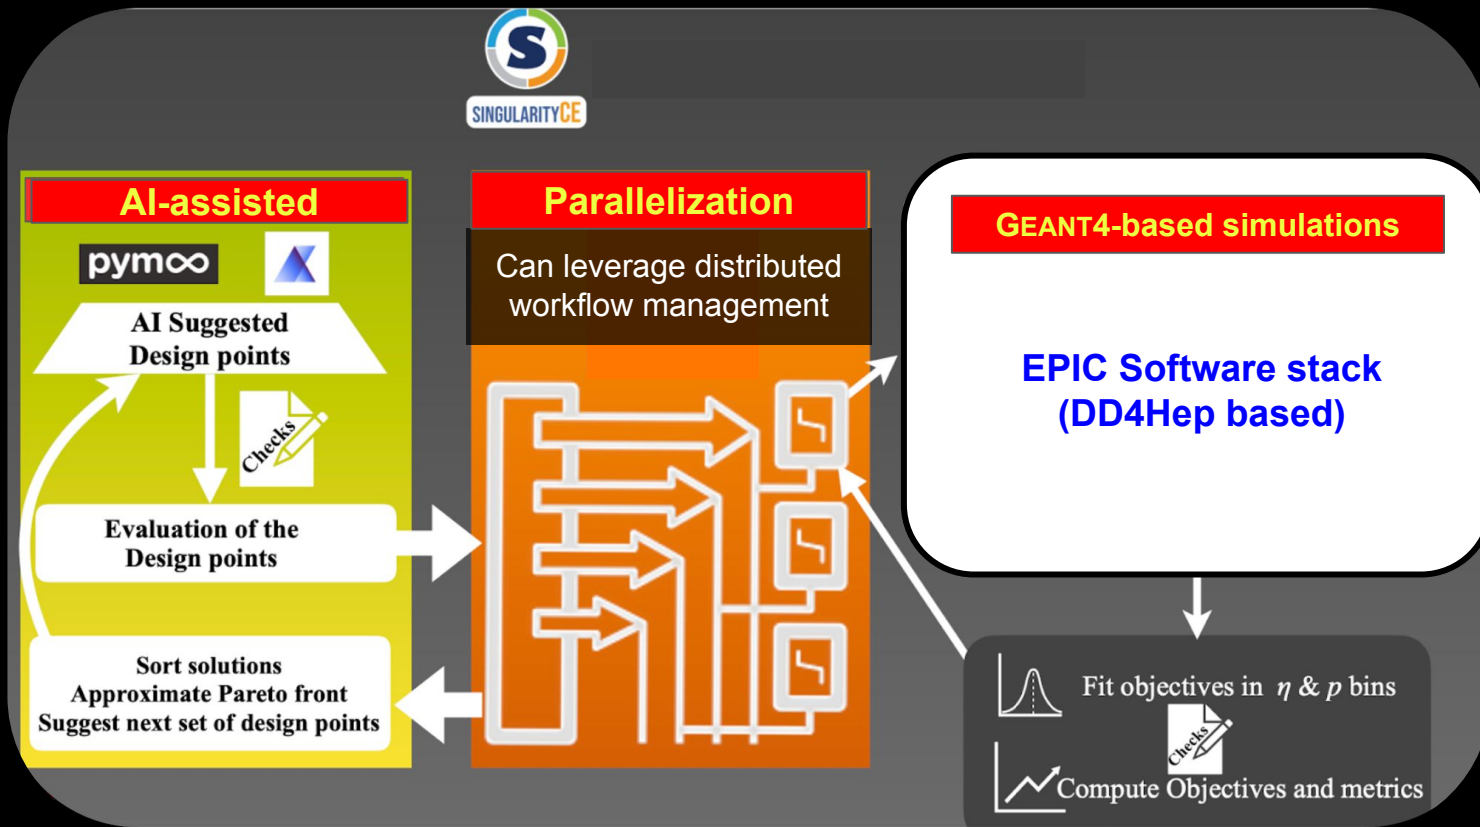 S
SINGULARITYCE
AI-assisted
pymoo
AI Suggested
Design points
Checks
Evaluation of the
Design points
Sort solutions
Approximate Pareto front
Suggest next set of design points
Parallelization
Can leverage distributed
workflow management
GEANT4-based simulations
EPIC Software stack
(DD4Hep based)
Fit objectives in η & p bins
Checks
Compute Objectives and metrics